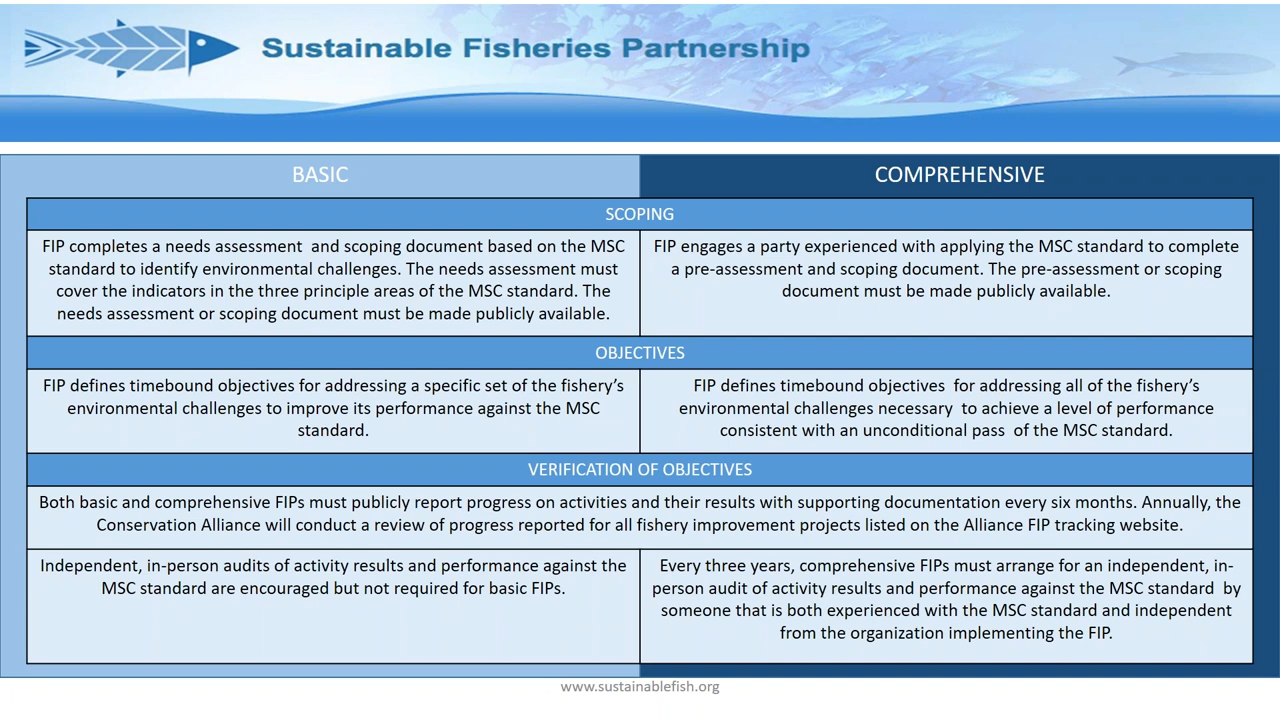 Sustainable Fisheries Partnership
BASIC
COMPREHENSIVE
SCOPING
FIP completes a needs assessment and scoping document based on the MSC
standard to identify environmental challenges. The needs assessment must
cover the indicators in the three principle areas of the MSC standard. The
needs assessment or scoping document must be made publicly available.
FIP engages a party experienced with applying the MSC standard to complete
a pre-assessment and scoping document. The pre-assessment or scoping
document must be made publicly available.
OBJECTIVES
FIP defines timebound objectives for addressing a specific set of the fishery's
environmental challenges to improve its performance against the MSC
standard.
FIP defines timebound objectives for addressing all of the fishery's
environmental challenges necessary to achieve a level of performance
consistent with an unconditional pass of the MSC standard.
VERIFICATION OF OBJECTIVES
Both basic and comprehensive FIPs must publicly report progress on activities and their results with supporting documentation every six months. Annually, the
Conservation Alliance will conduct a review of progress reported for all fishery improvement projects listed on the Alliance FIP tracking website.
Independent, in-person audits of activity results and performance against the
MSC standard are encouraged but not required for basic FIPs.
Every three years, comprehensive FIPs must arrange for an independent, in-
person audit of activity results and performance against the MSC standard by
someone that is both experienced with the MSC standard and independent
from the organization implementing the FIP.
www.sustainablefish.org